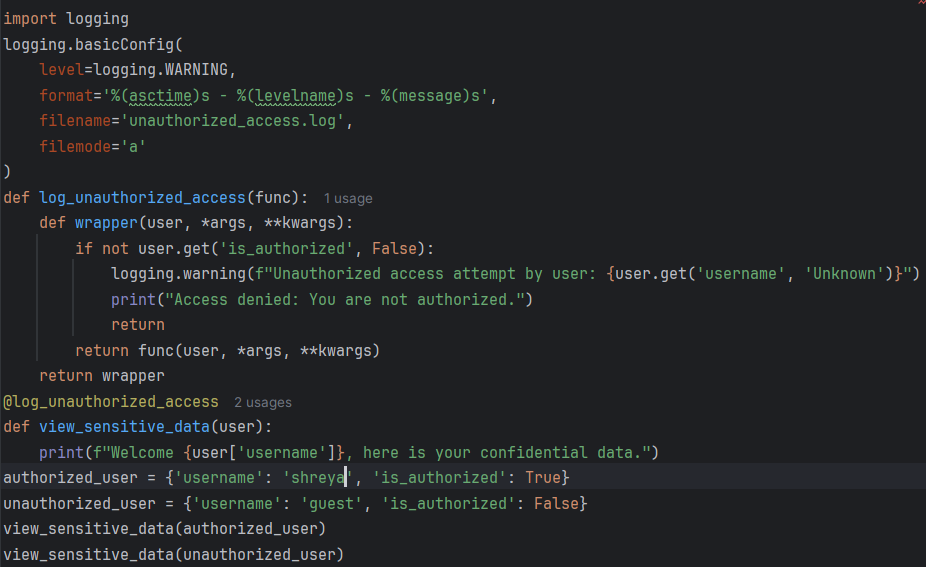 import logging
logging.basicConfig(
    level=logging.WARNING,
    format='%(asctime)s - %(levelname)s - %(message)s',
    filename='unauthorized_access.log',
    filemode='a'
)
def log_unauthorized_access(func):  1 usage
    def wrapper(user, *args, **kwargs):
        if not user.get('is_authorized', False):
            logging.warning(f"Unauthorized access attempt by user: {user.get('username', 'Unknown')}")
            print("Access denied: You are not authorized.")
            return
        return func(user, *args, **kwargs)
    return wrapper
@log_unauthorized_access  2 usages
def view_sensitive_data(user):
    print(f"Welcome {user['username']}, here is your confidential data.")
authorized_user = {'username': 'shreya', 'is_authorized': True}
unauthorized_user = {'username': 'guest', 'is_authorized': False}
view_sensitive_data(authorized_user)
view_sensitive_data(unauthorized_user)